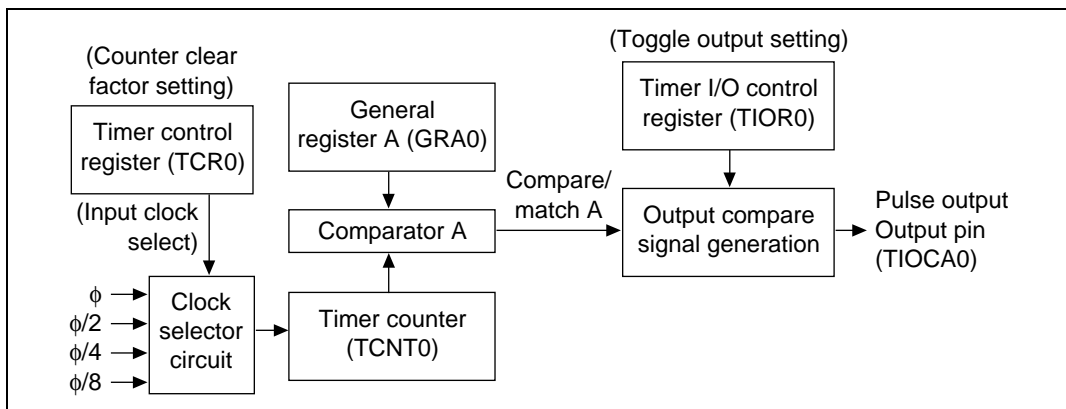 (Counter clear
factor setting)
Timer control
register (TCR0)
(Input clock
select)
ϕ
ϕ/2
ϕ/4
ϕ/8
Clock
selector
circuit
General
register A (GRA0)
Comparator A
Timer counter
(TCNT0)
Compare/
match A
(Toggle output setting)
Timer I/O control
register (TIOR0)
Output compare
signal generation
Pulse output
Output pin
(TIOCA0)